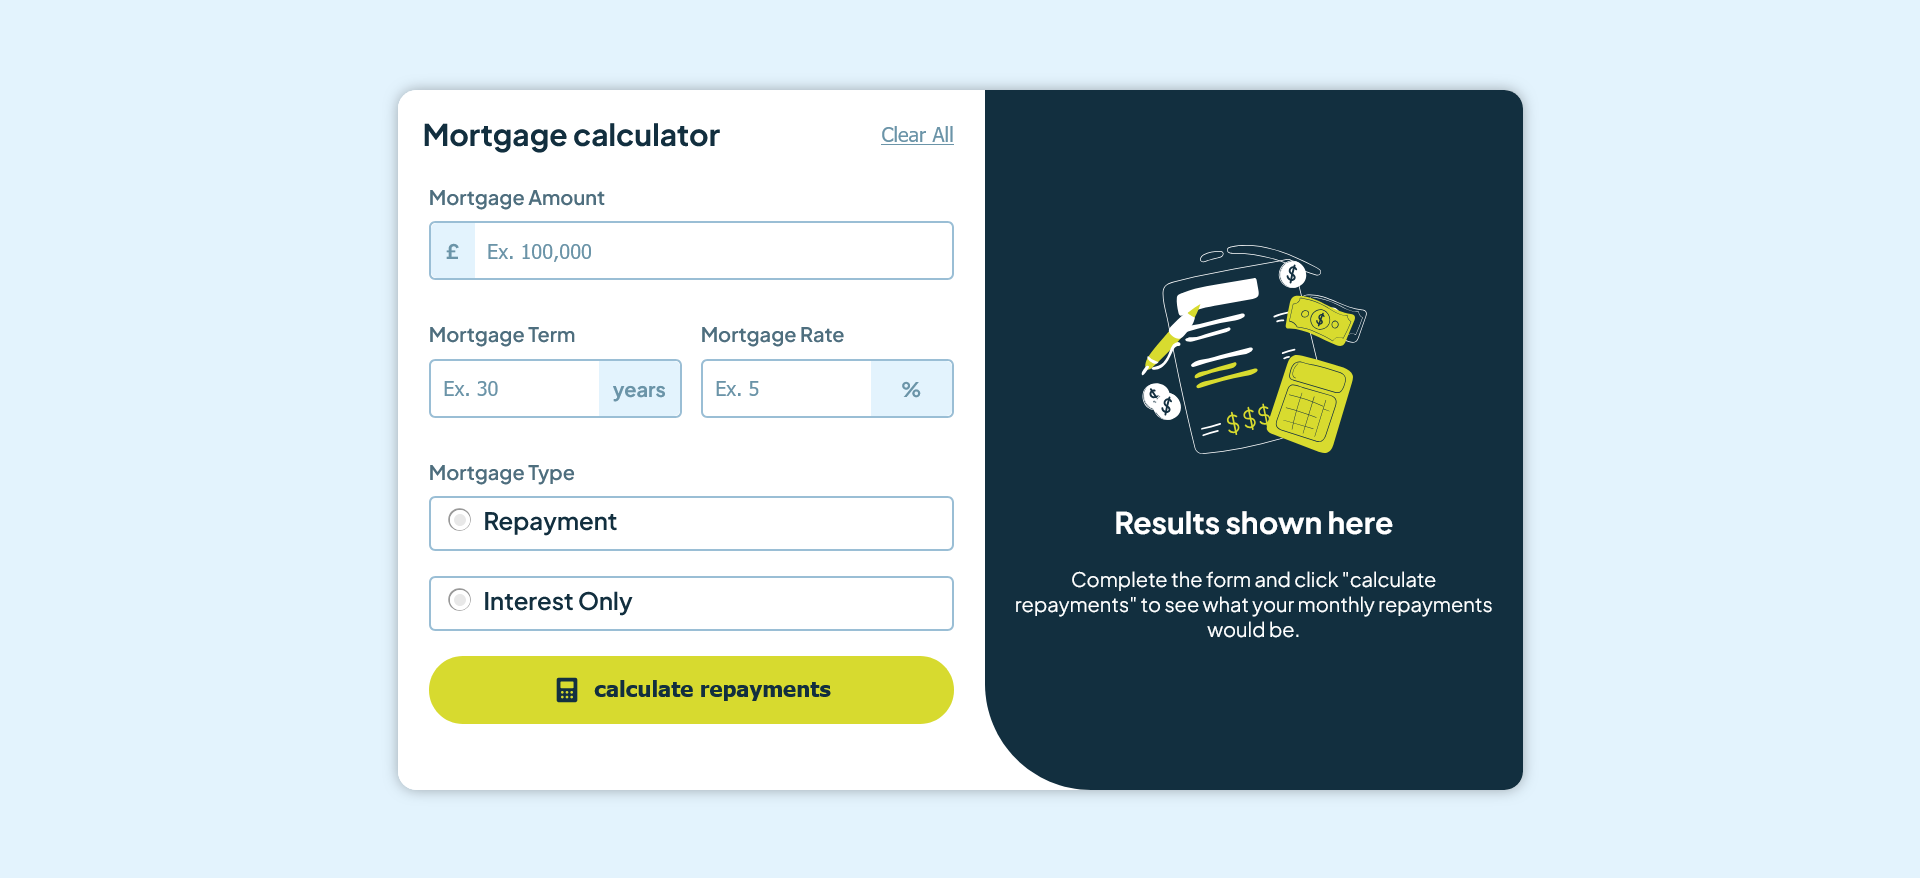 Mortgage calculator
Clear All
Mortgage Amount
£ Ex. 100,000
Mortgage Term
Ex. 30 years
Mortgage Rate
Ex. 5 %
Mortgage Type
Repayment
Interest Only
calculate repayments
$
$
$
$
$$$
Results shown here
Complete the form and click "calculate
repayments" to see what your monthly repayments
would be.